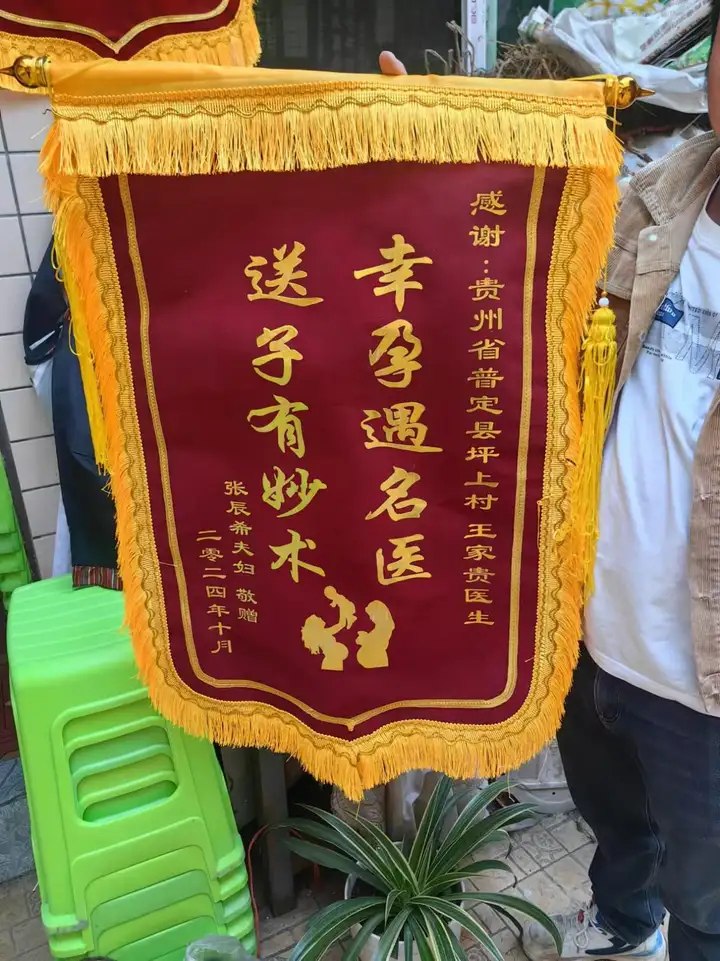 感谢：贵州省普定县坪上村 王家贵医生
幸孕遇名医
送子有妙术
张辰希夫妇 敬赠
二零二四年十月